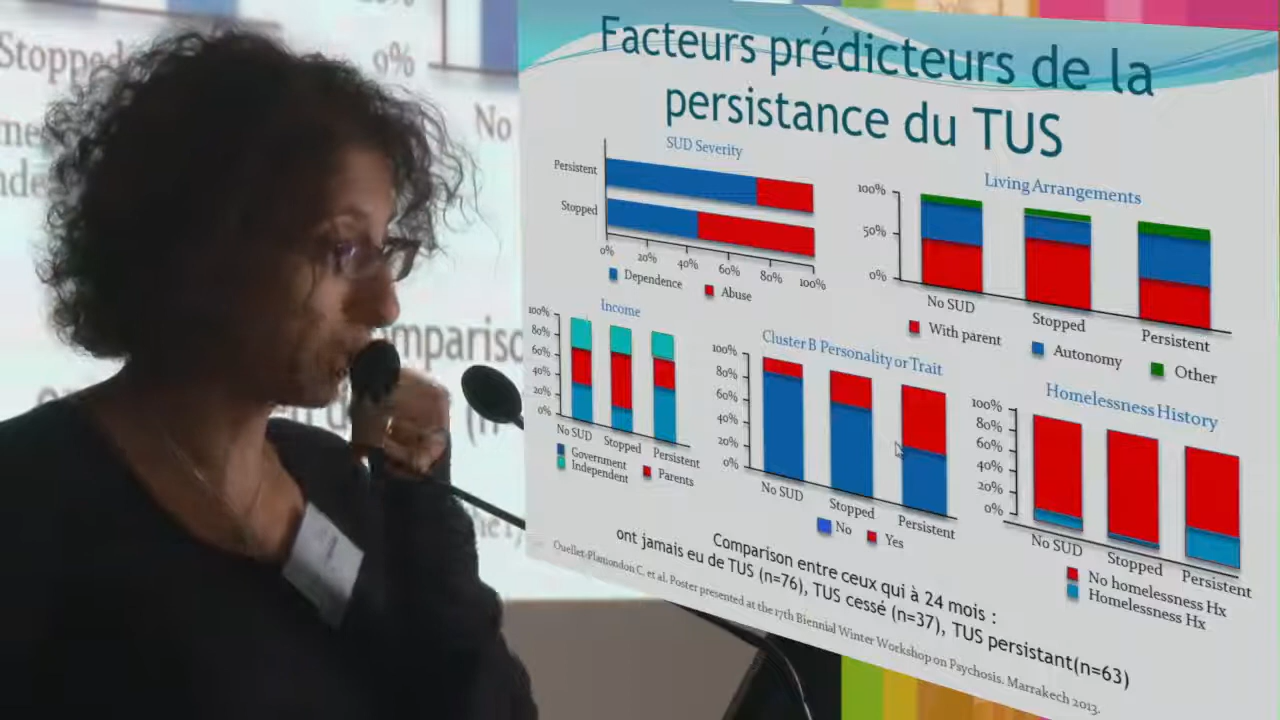 Stopped
0%
No
Facteurs prédicteurs de la
persistance du TUS
SUD Severity
Persistent
Stopped
0% 20% 40% 60% 80% 100%
Dependence Abuse
Living Arrangements
100%
50%
0%
No SUD Stopped Persistent
With parent Autonomy Other
Income
100%
80%
60%
40%
20%
0%
No SUD Stopped Persistent
Government
Independent Parents
Cluster B Personality or Trait
100%
80%
60%
40%
20%
0%
No SUD Stopped Persistent
No Yes
Homelessness History
100%
80%
60%
40%
20%
0%
No SUD Stopped Persistent
No homelessness Hx
Homelessness Hx
Comparison entre ceux qui à 24 mois :
ont jamais eu de TUS (n=76), TUS cessé (n=37), TUS persistant(n=63)
Ouellet-Plamondon C, et al. Poster presented at the 17th Biennial Winter Workshop on Psychosis. Marrakech 2013.